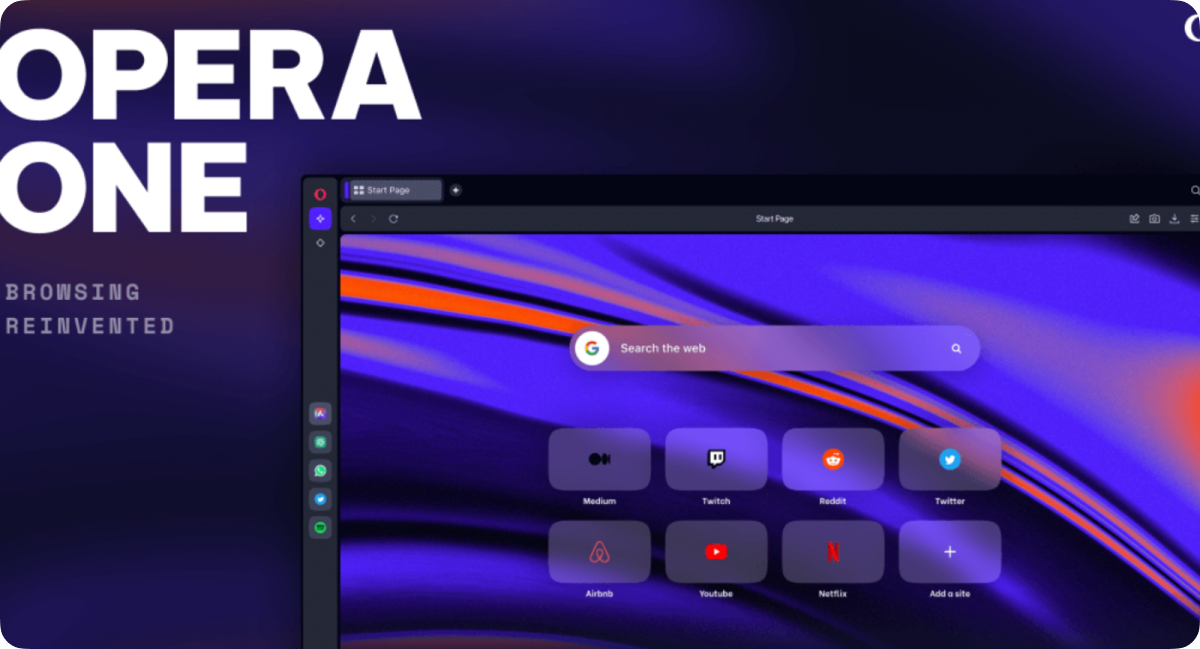 OPERA
ONE
BROWSING
REINVENTED
Start Page
Start Page
Search the web
Medium
Twitch
Reddit
Twitter
Airbnb
Youtube
Netflix
Add a site